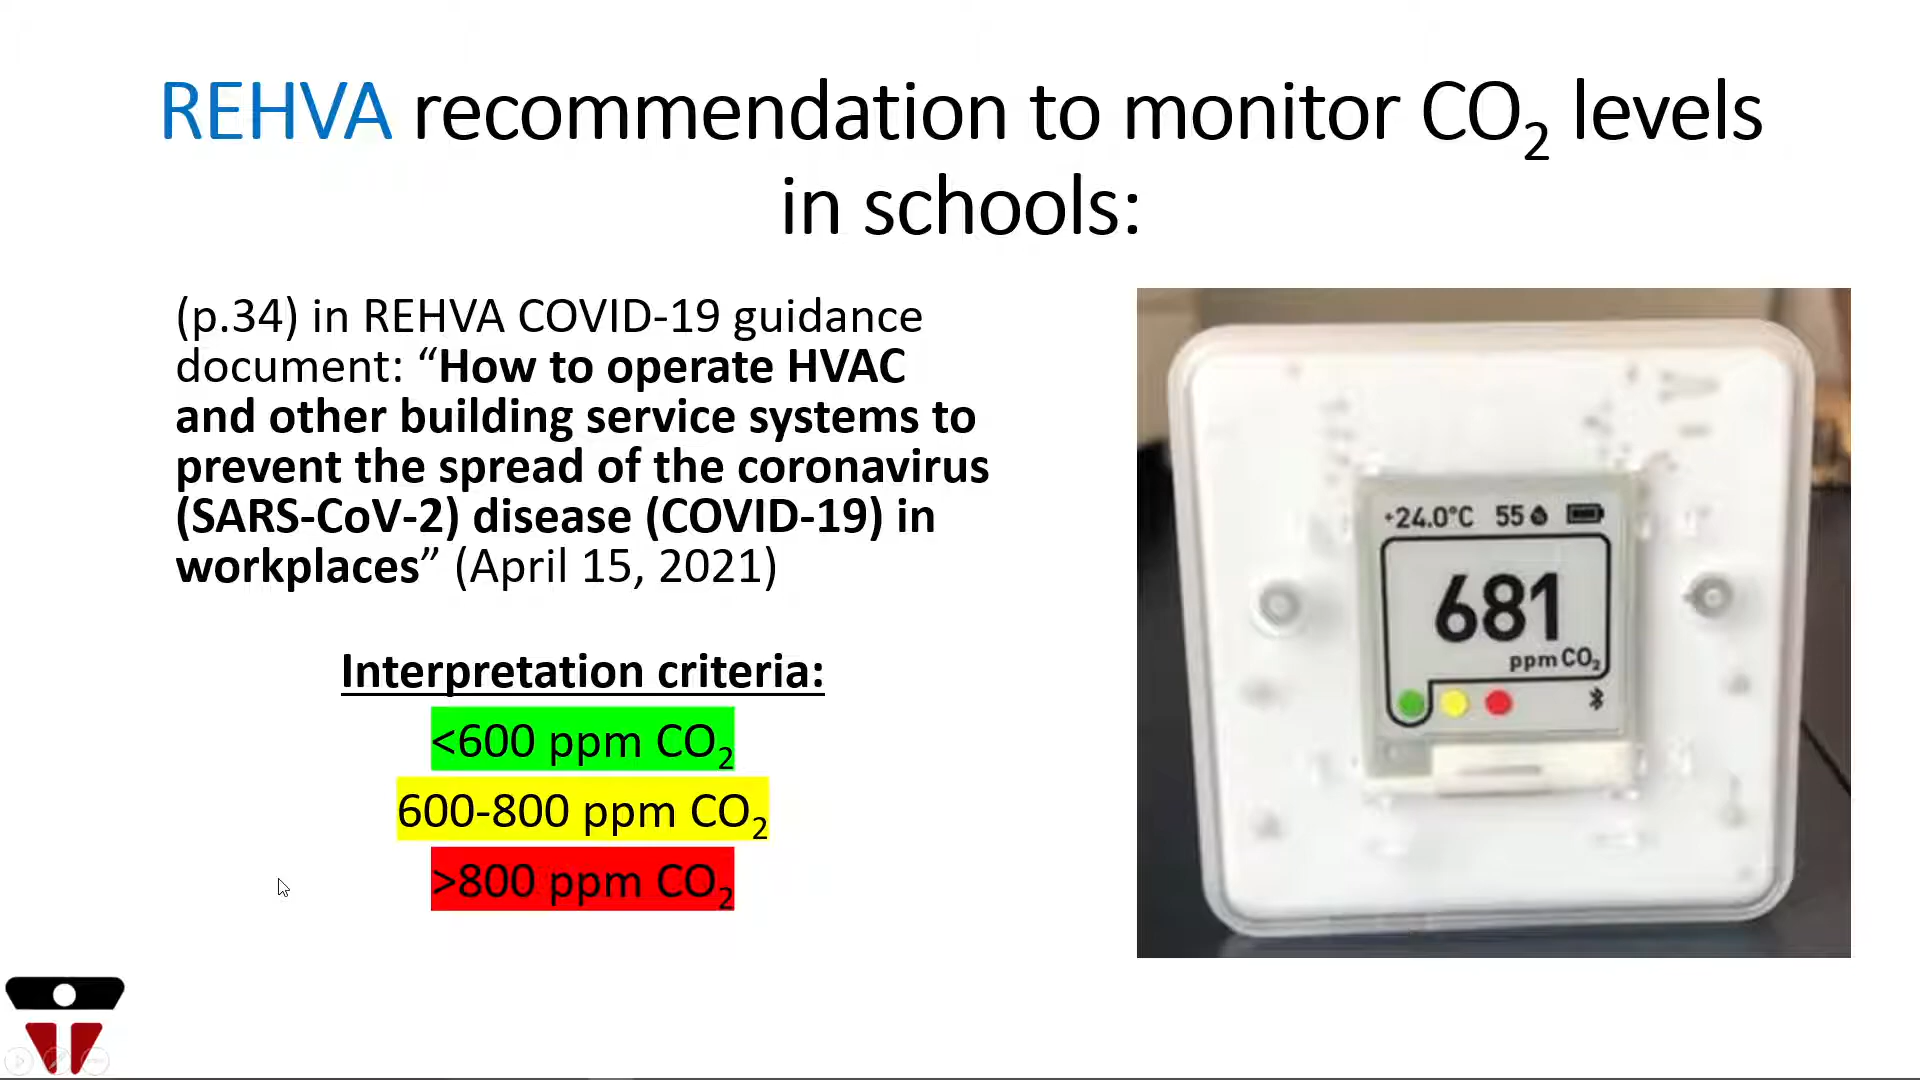 REHVA recommendation to monitor CO₂ levels
in schools:
(p.34) in REHVA COVID-19 guidance
document: “How to operate HVAC
and other building service systems to
prevent the spread of the coronavirus
(SARS-CoV-2) disease (COVID-19) in
workplaces” (April 15, 2021)
Interpretation criteria:
<600 ppm CO₂
600-800 ppm CO₂
>800 ppm CO₂
+24.0°C 55
681
ppm CO₂